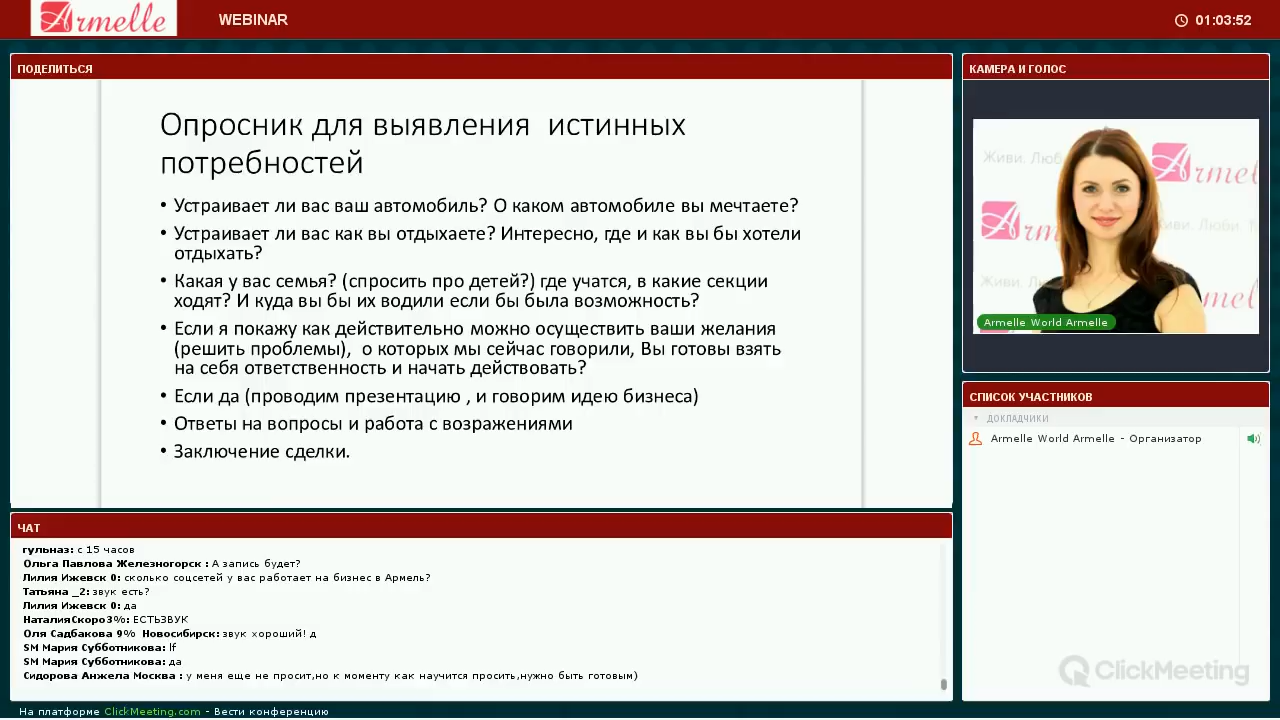 Armelle
WEBINAR
01:03:52
ПОДЕЛИТЬСЯ
Опросник для выявления истинных
потребностей
• Устраивает ли вас ваш автомобиль? О каком автомобиле вы мечтаете?
• Устраивает ли вас как вы отдыхаете? Интересно, где и как вы бы хотели
отдыхать?
• Какая у вас семья? (спросить про детей?) где учатся, в какие секции
ходят? И куда вы бы их водили если бы была возможность?
• Если я покажу как действительно можно осуществить ваши желания
(решить проблемы), о которых мы сейчас говорили, Вы готовы взять
на себя ответственность и начать действовать?
• Если да (проводим презентацию , и говорим идею бизнеса)
• Ответы на вопросы и работа с возражениями
• Заключение сделки.
ЧАТ
гульназ: с 15 часов
Ольга Павлова Железногорск : А запись будет?
Лилия Ижевск 0: сколько соцсетей у вас работает на бизнес в Армель?
Татьяна _2: звук есть?
Лилия Ижевск 0: да
НаталияСкоро3%: ЕСТЬЗВУК
Оля Садбакова 9% Новосибирск: звук хороший! д
SM Мария Субботникова: lf
SM Мария Субботникова: да
Сидорова Анжела Москва : у меня еще не просит,но к моменту как научится просить,нужно быть готовым)
КАМЕРА И ГОЛОС
Живи. Люби
Armelle
Armelle World Armelle
СПИСОК УЧАСТНИКОВ
ДОКЛАДЧИКИ
Armelle World Armelle - Организатор
ClickMeeting
На платформе ClickMeeting.com - Вести конференцию